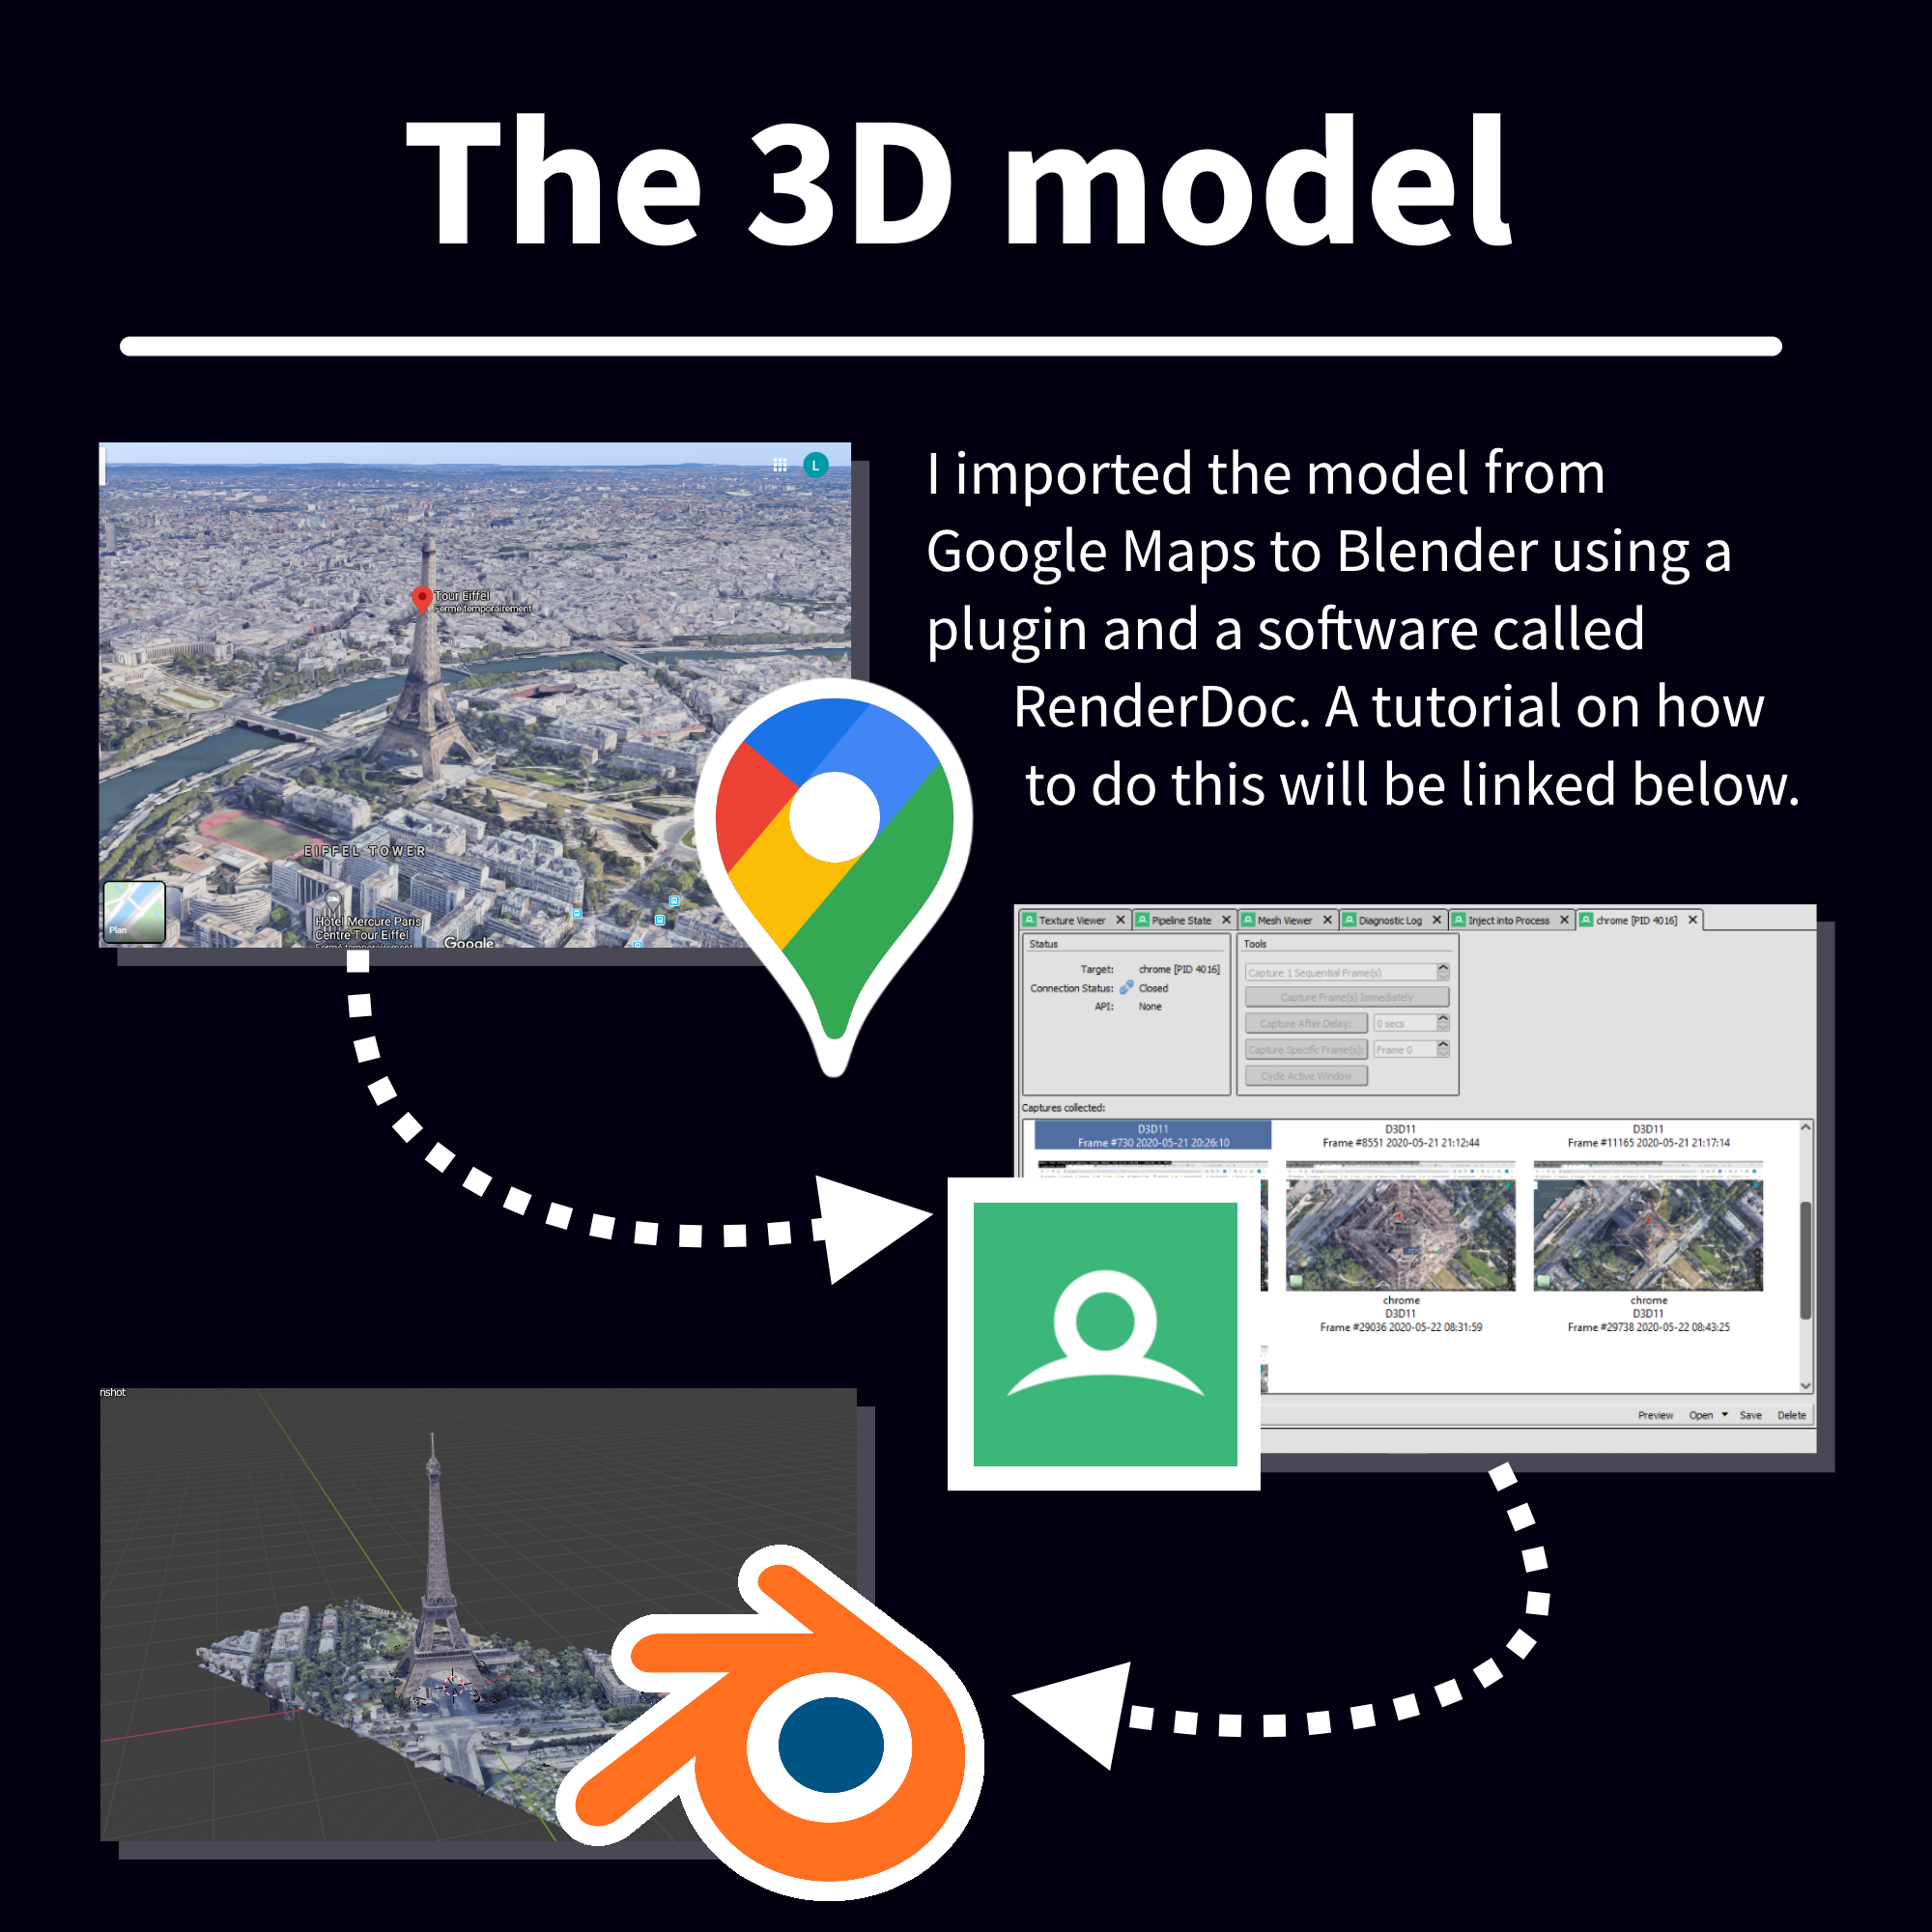 The 3D model
I imported the model from
Google Maps to Blender using a
plugin and a software called
RenderDoc. A tutorial on how
to do this will be linked below.
L
Tour Eiffel
Fermé temporairement
EIFFEL TOWER
Hôtel Mercure Paris
Centre Tour Eiffel
Fermé temporairement
Plan
Google
Texture Viewer Pipeline State Mesh Viewer Diagnostic Log Inject into Process chrome [PID 4016]
Status
Target: chrome [PID 4016]
Connection Status: Closed
API: None
Tools
Capture 1 Sequential Frame(s)
Capture Frame(s) Immediately
Capture After Delay: 0 secs
Capture Specific Frame(s): Frame 0
Cycle Active Window
Captures collected:
D3D11 D3D11 D3D11
Frame #730 2020-05-21 20:26:10 Frame #8551 2020-05-21 21:12:44 Frame #11165 2020-05-21 21:17:14
chrome chrome
D3D11 D3D11
Frame #29036 2020-05-22 08:31:59 Frame #29738 2020-05-22 08:43:25
Preview Open Save Delete
nshot